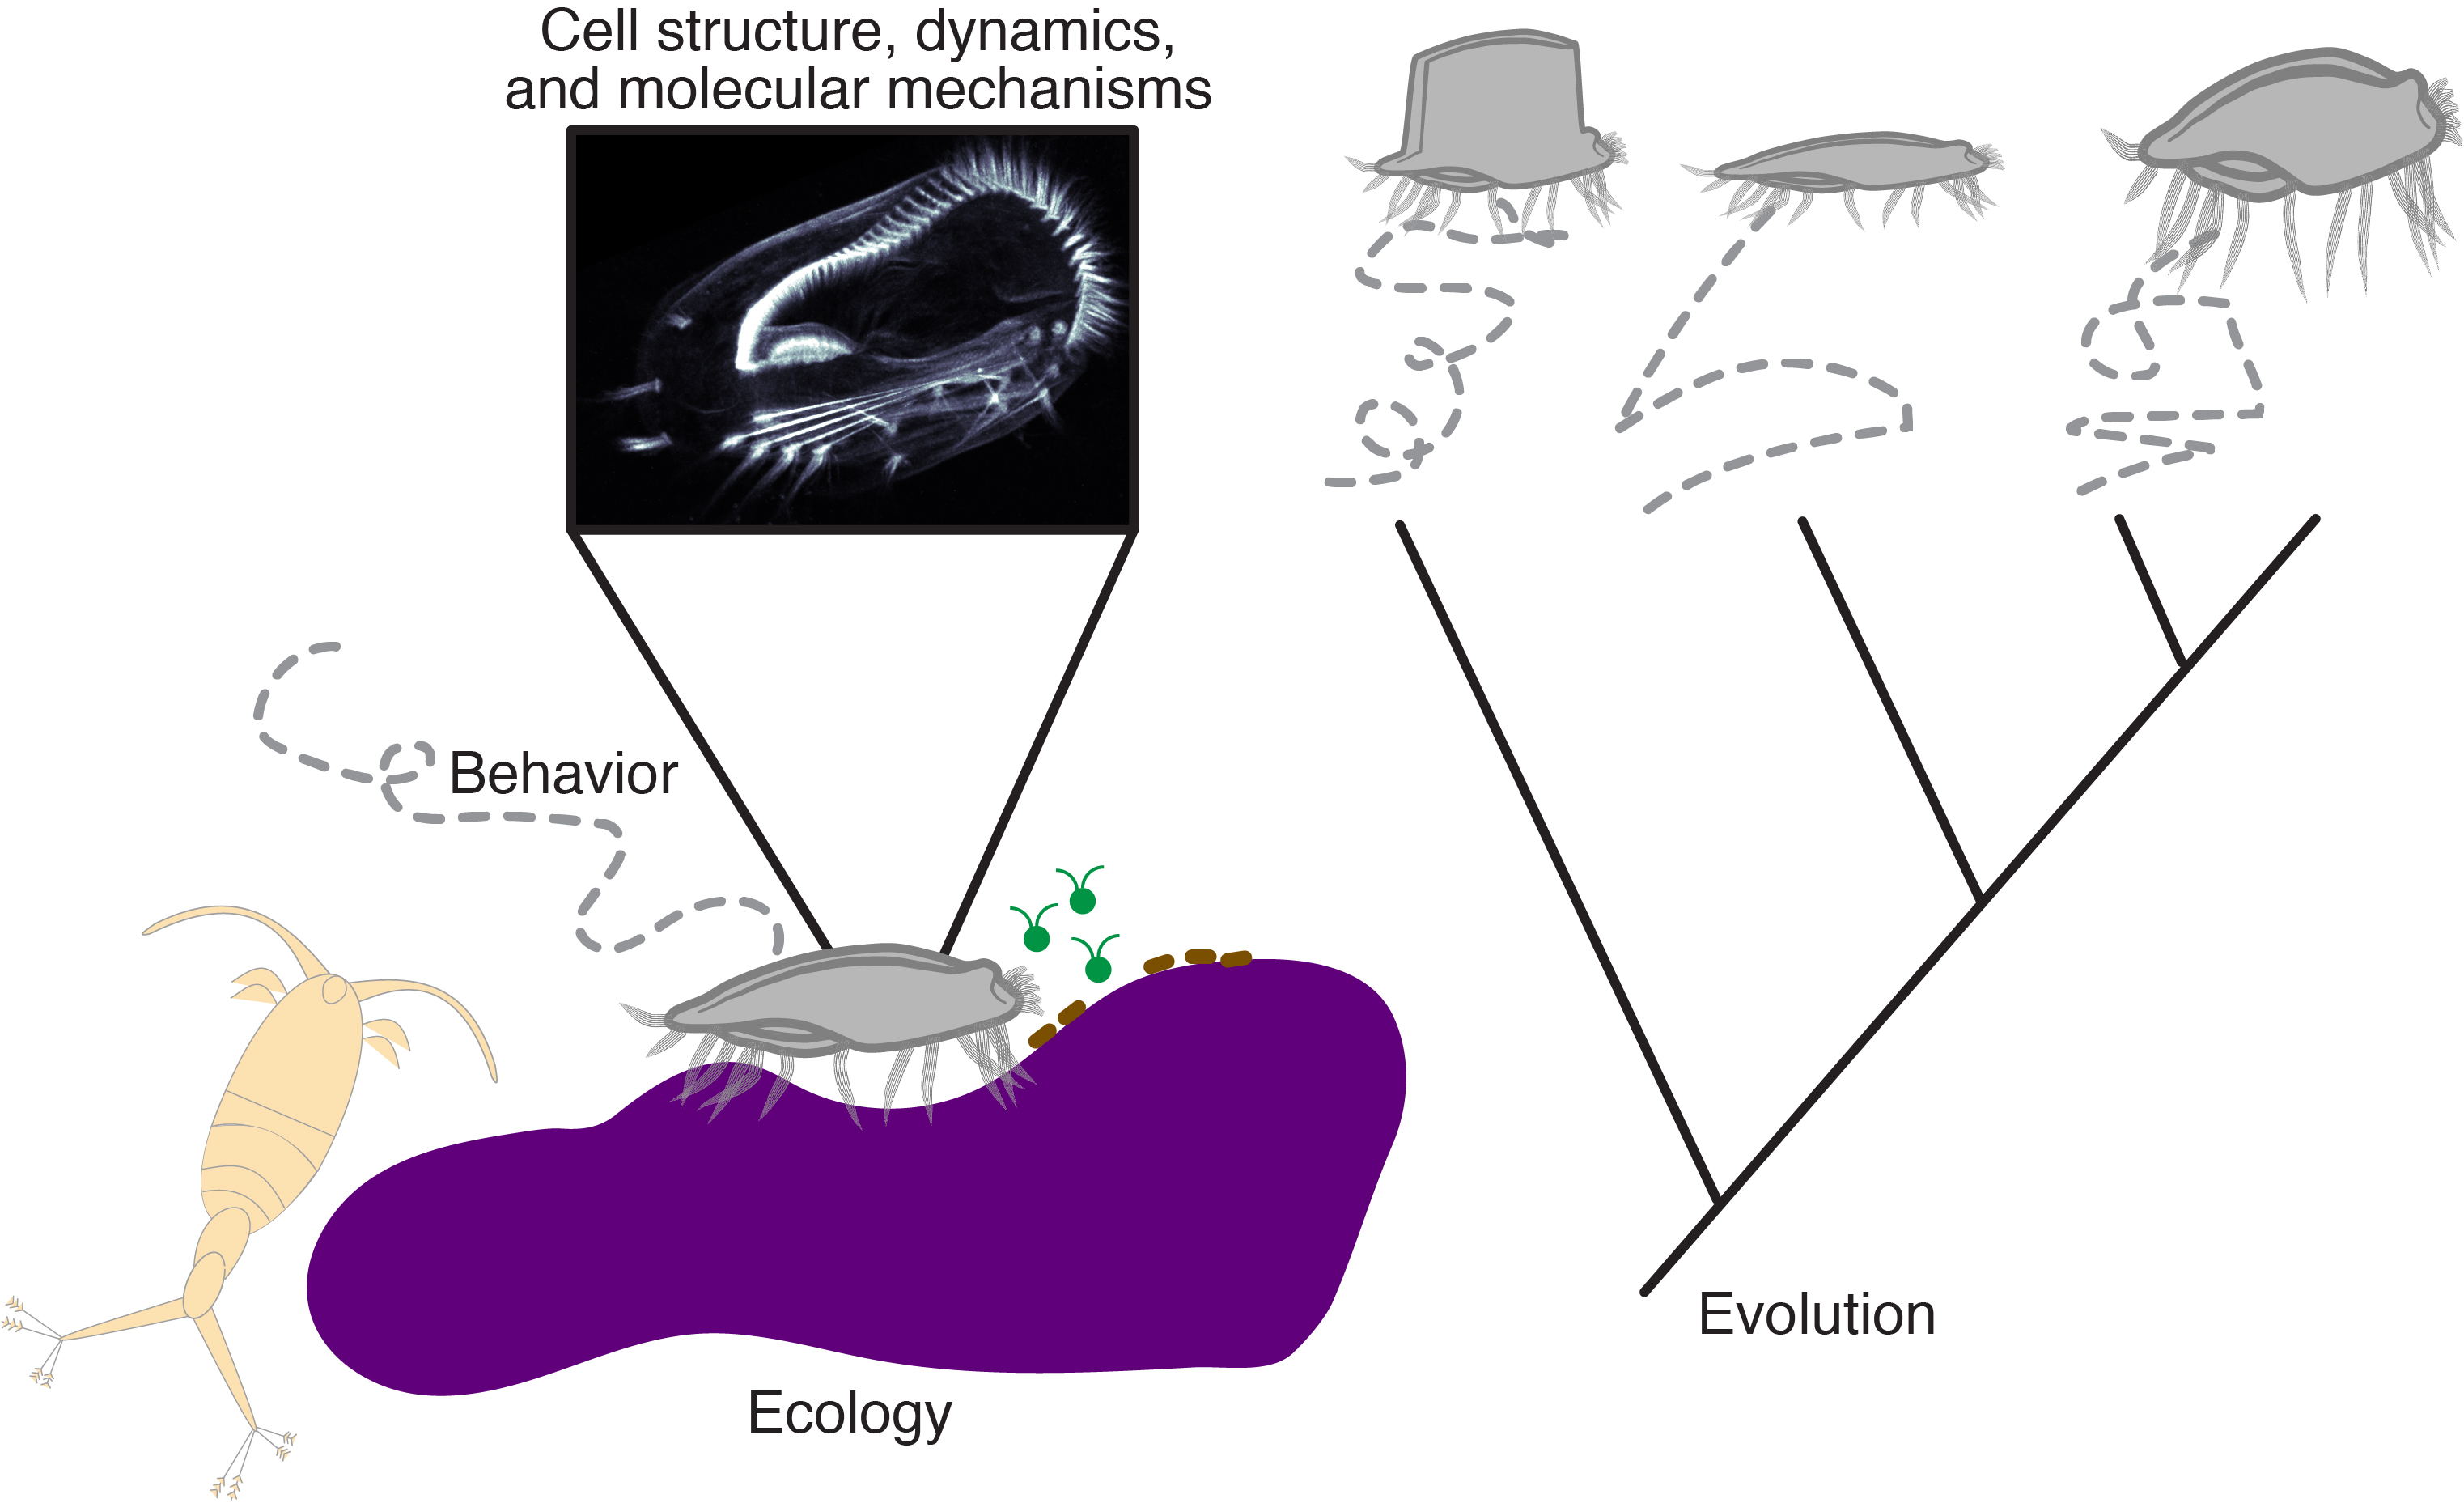 Cell structure, dynamics,
and molecular mechanisms
Behavior
Evolution
Ecology